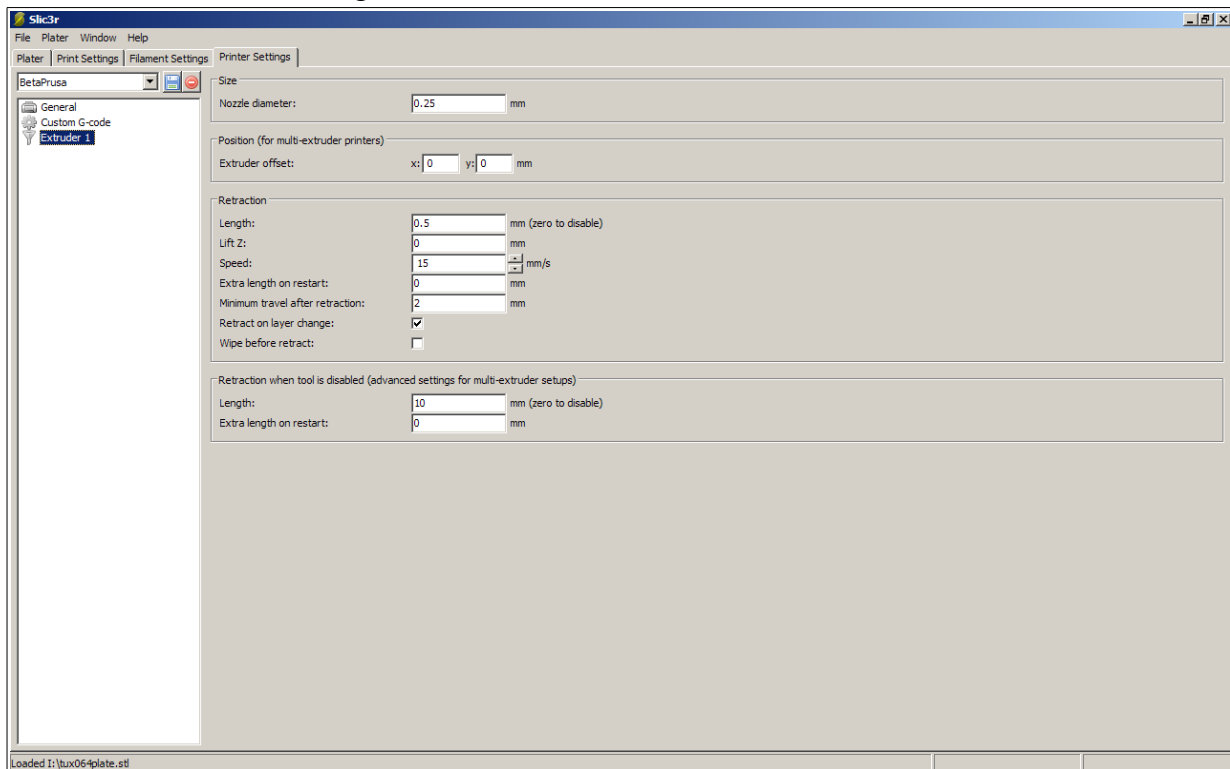 Slic3r
File Plater Window Help
Plater Print Settings Filament Settings Printer Settings
BetaPrusa
General
Custom G-code
Extruder 1
Size
Nozzle diameter: 0.25 mm
Position (for multi-extruder printers)
Extruder offset: x: 0 y: 0 mm
Retraction
Length: 0.5 mm (zero to disable)
Lift Z: 0 mm
Speed: 15 mm/s
Extra length on restart: 0 mm
Minimum travel after retraction: 2 mm
Retract on layer change:
Wipe before retract:
Retraction when tool is disabled (advanced settings for multi-extruder setups)
Length: 10 mm (zero to disable)
Extra length on restart: 0 mm
Loaded I:\tux064plate.stl